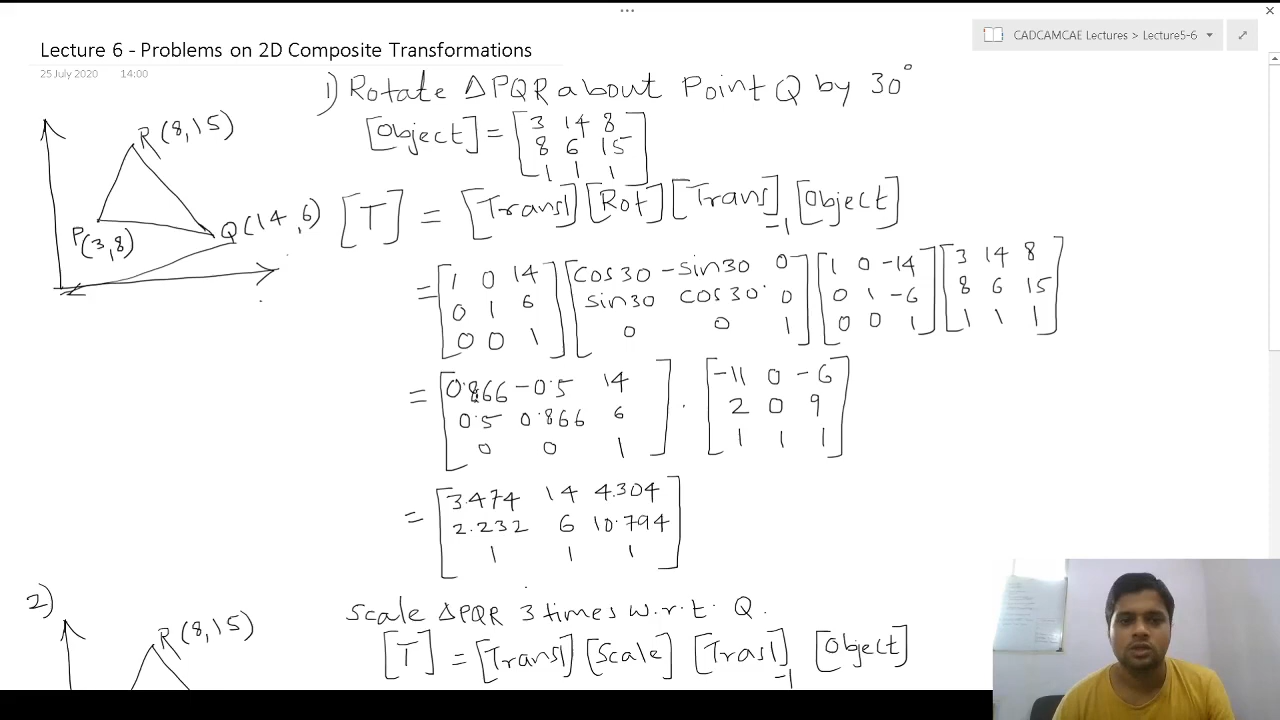 CADCAMCAE Lectures > Lecture5-6
Lecture 6 - Problems on 2D Composite Transformations
25 July 2020 14:00
1) Rotate △PQR about Point Q by 30°
[Object] = [3 14 8
8 6 15
1 1 1]
R(8,15)
P(3,8)
Q(14,6)
[T] = [Transl] [Rot] [Transl]-1 [Object]
= [1 0 14 [cos30 -sin30 0 [1 0 -14 [3 14 8
0 1 6 sin30 cos30 0 0 1 -6 8 6 15
0 0 1] 0 0 1] 0 0 1] 1 1 1]
= [0.866 -0.5 14 . [-11 0 -6
0.5 0.866 6 2 0 9
0 0 1] 1 1 1]
= [3.474 14 4.304
2.232 6 10.794
1 1 1]
2)
Scale △PQR 3 times w.r.t. Q.
R(8,15)
[T] = [Transl] [Scale] [Trasl]-1 [Object]